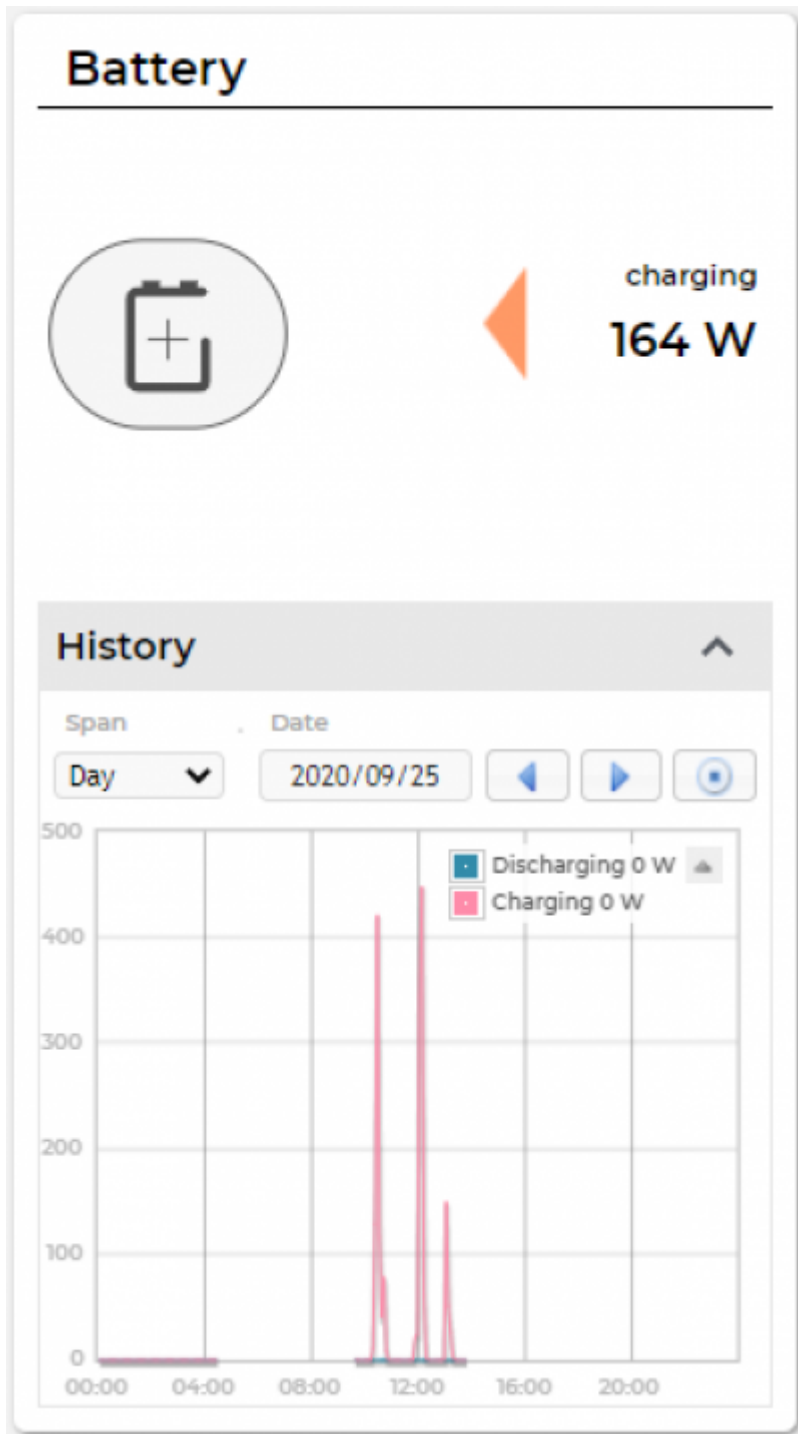 Battery
charging
164 W
History
Span . Date
Day 2020/09/25
500
Discharging 0 W
Charging 0 W
400
300
200
100
0
00:00 04:00 08:00 12:00 16:00 20:00